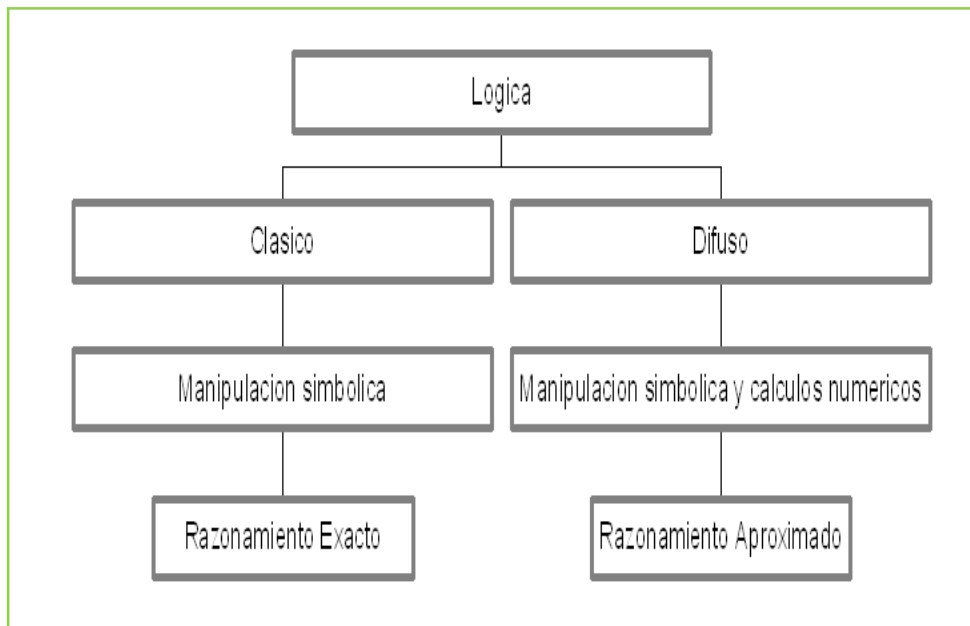 Logica
Clasico
Difuso
Manipulacion simbolica
Manipulacion simbolica y calculos numericos
Razonamiento Exacto
Razonamiento Aproximado